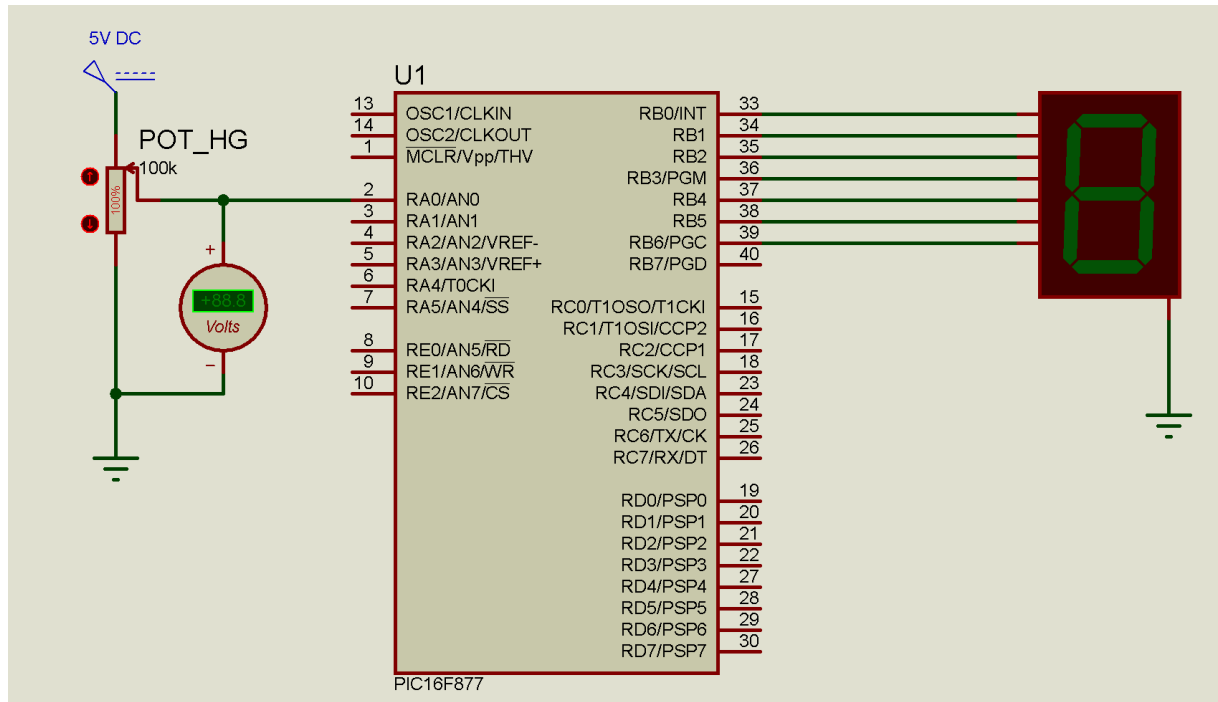 5V DC
POT_HG
100k
100%
+88.8
Volts
U1
13 OSC1/CLKIN
14 OSC2/CLKOUT
1 MCLR/Vpp/THV
2 RA0/AN0
3 RA1/AN1
4 RA2/AN2/VREF-
5 RA3/AN3/VREF+
6 RA4/T0CKI
7 RA5/AN4/SS
8 RE0/AN5/RD
9 RE1/AN6/WR
10 RE2/AN7/CS
RB0/INT 33
RB1 34
RB2 35
RB3/PGM 36
RB4 37
RB5 38
RB6/PGC 39
RB7/PGD 40
RC0/T1OSO/T1CKI 15
RC1/T1OSI/CCP2 16
RC2/CCP1 17
RC3/SCK/SCL 18
RC4/SDI/SDA 23
RC5/SDO 24
RC6/TX/CK 25
RC7/RX/DT 26
RD0/PSP0 19
RD1/PSP1 20
RD2/PSP2 21
RD3/PSP3 22
RD4/PSP4 27
RD5/PSP5 28
RD6/PSP6 29
RD7/PSP7 30
PIC16F877
+
−
8